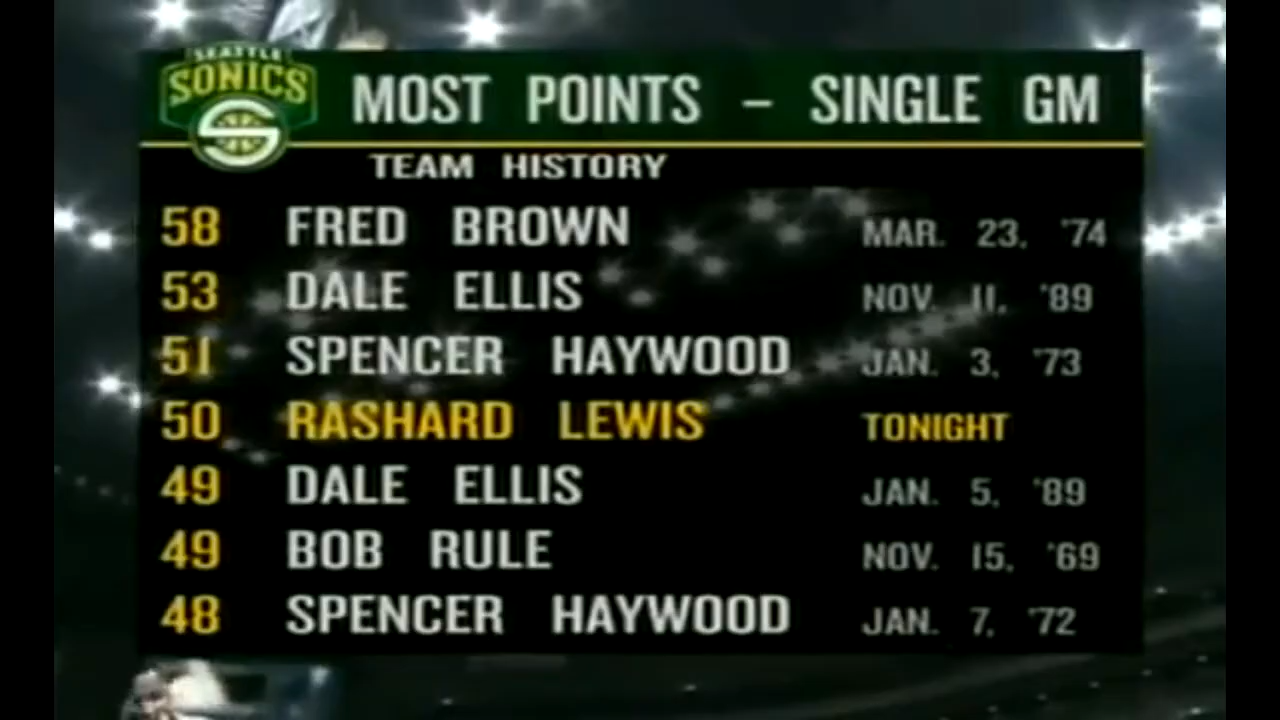 SEATTLE
SONICS
MOST POINTS – SINGLE GM
TEAM HISTORY
58 FRED BROWN MAR. 23, '74
53 DALE ELLIS NOV. 11, '89
51 SPENCER HAYWOOD JAN. 3, '73
50 RASHARD LEWIS TONIGHT
49 DALE ELLIS JAN. 5, '89
49 BOB RULE NOV. 15, '69
48 SPENCER HAYWOOD JAN. 7, '72